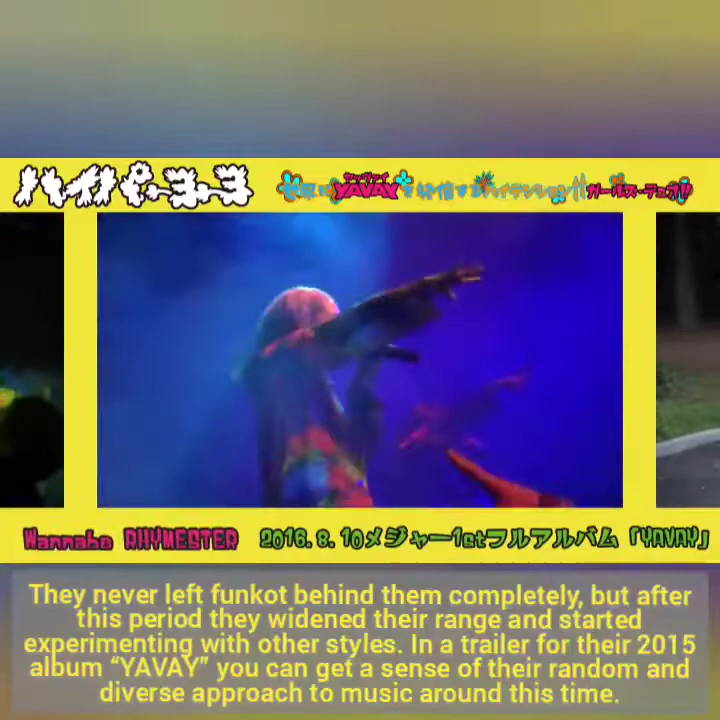 ハイパーヨーヨ
世界にYAVAYを発信するハイテンション!!ガールズ・デュオ!!
Wannabe RHYMESTER 2016.8.10メジャー1stフルアルバム「YAVAY」
They never left funkot behind them completely, but after
this period they widened their range and started
experimenting with other styles. In a trailer for their 2015
album “YAVAY” you can get a sense of their random and
diverse approach to music around this time.